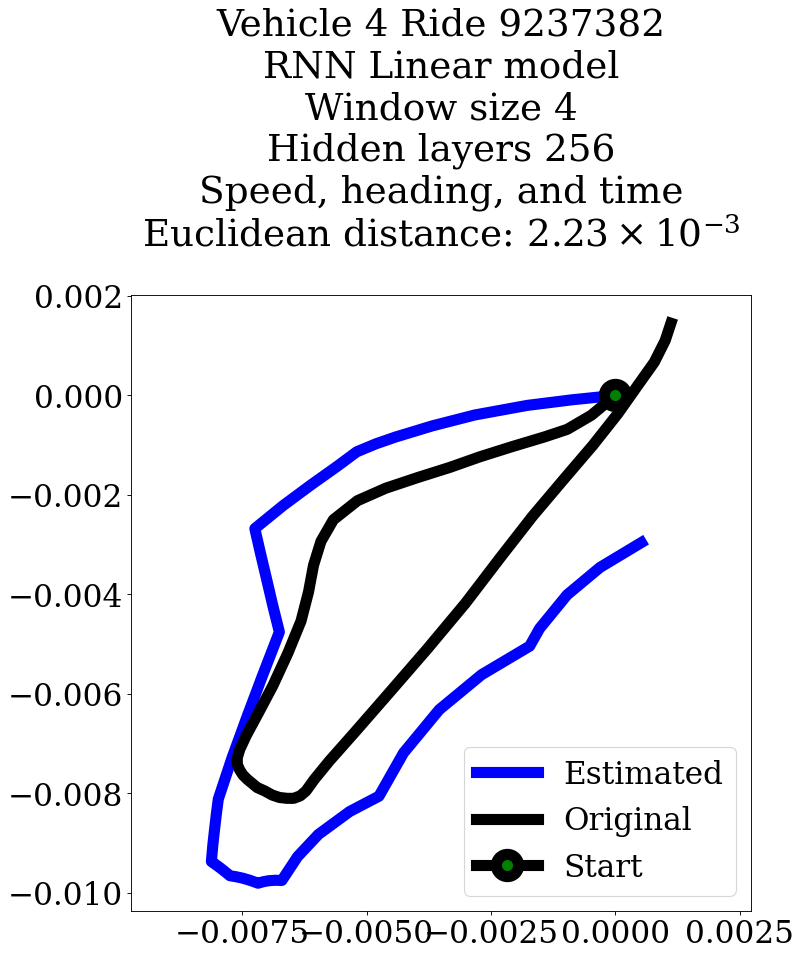 Vehicle 4 Ride 9237382
RNN Linear model
Window size 4
Hidden layers 256
Speed, heading, and time
Euclidean distance: 2.23 × 10⁻³
0.002
0.000
−0.002
−0.004
−0.006
−0.008
−0.010
Estimated
Original
Start
−0.0075
−0.0050
−0.0025
0.0000
0.0025